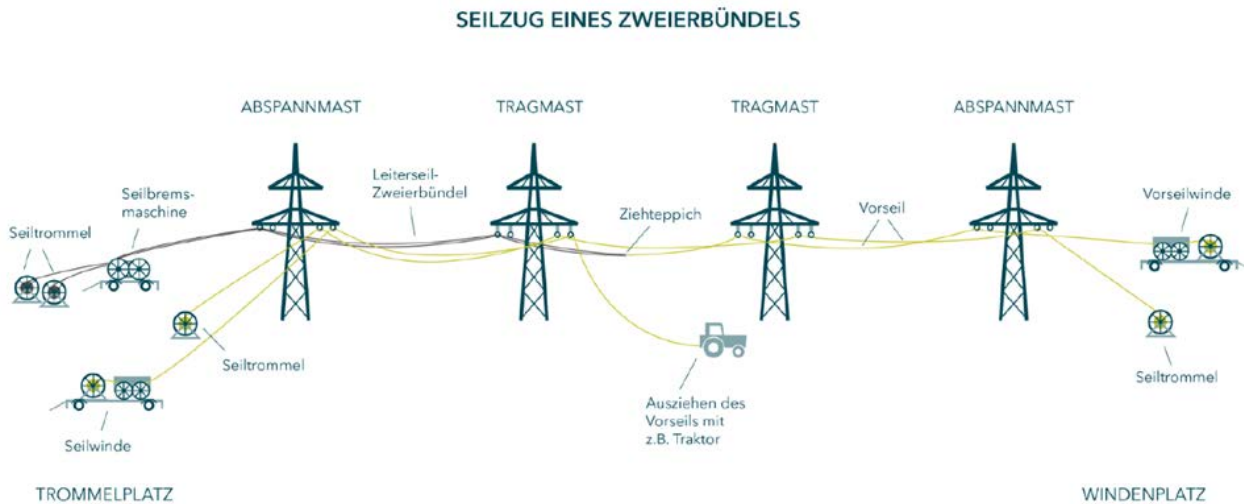 SEILZUG EINES ZWEIERBÜNDELS
ABSPANNMAST
TRAGMAST
TRAGMAST
ABSPANNMAST
Leiterseil-
Zweierbündel
Seilbrems-
maschine
Ziehteppich
Vorseil
Vorseilwinde
Seiltrommel
Seiltrommel
Seiltrommel
Ausziehen des
Vorseils mit
z.B. Traktor
Seilwinde
TROMMELPLATZ
WINDENPLATZ